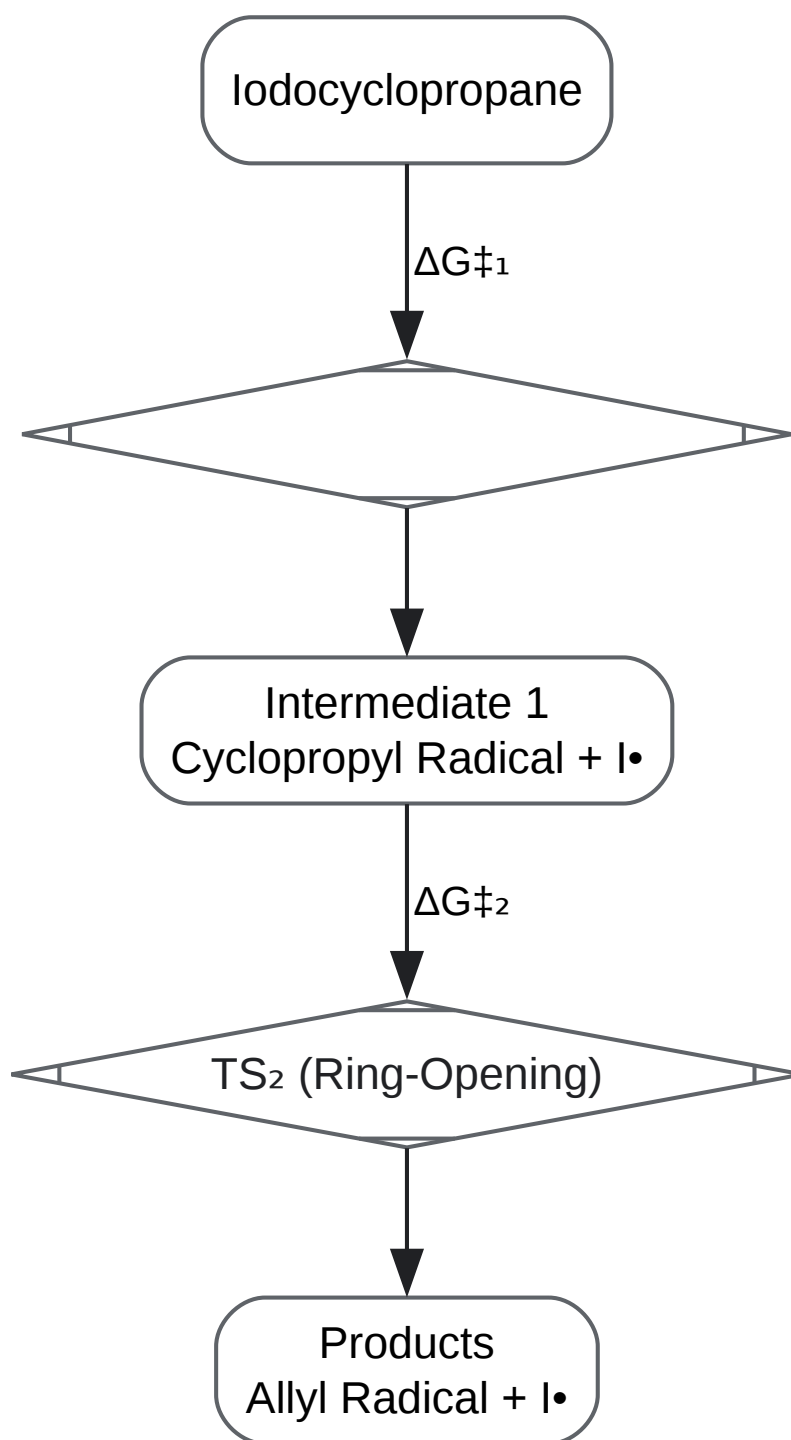 Iodocyclopropane
ΔG‡₁
Intermediate 1
Cyclopropyl Radical + I•
ΔG‡₂
TS₂ (Ring-Opening)
Products
Allyl Radical + I•